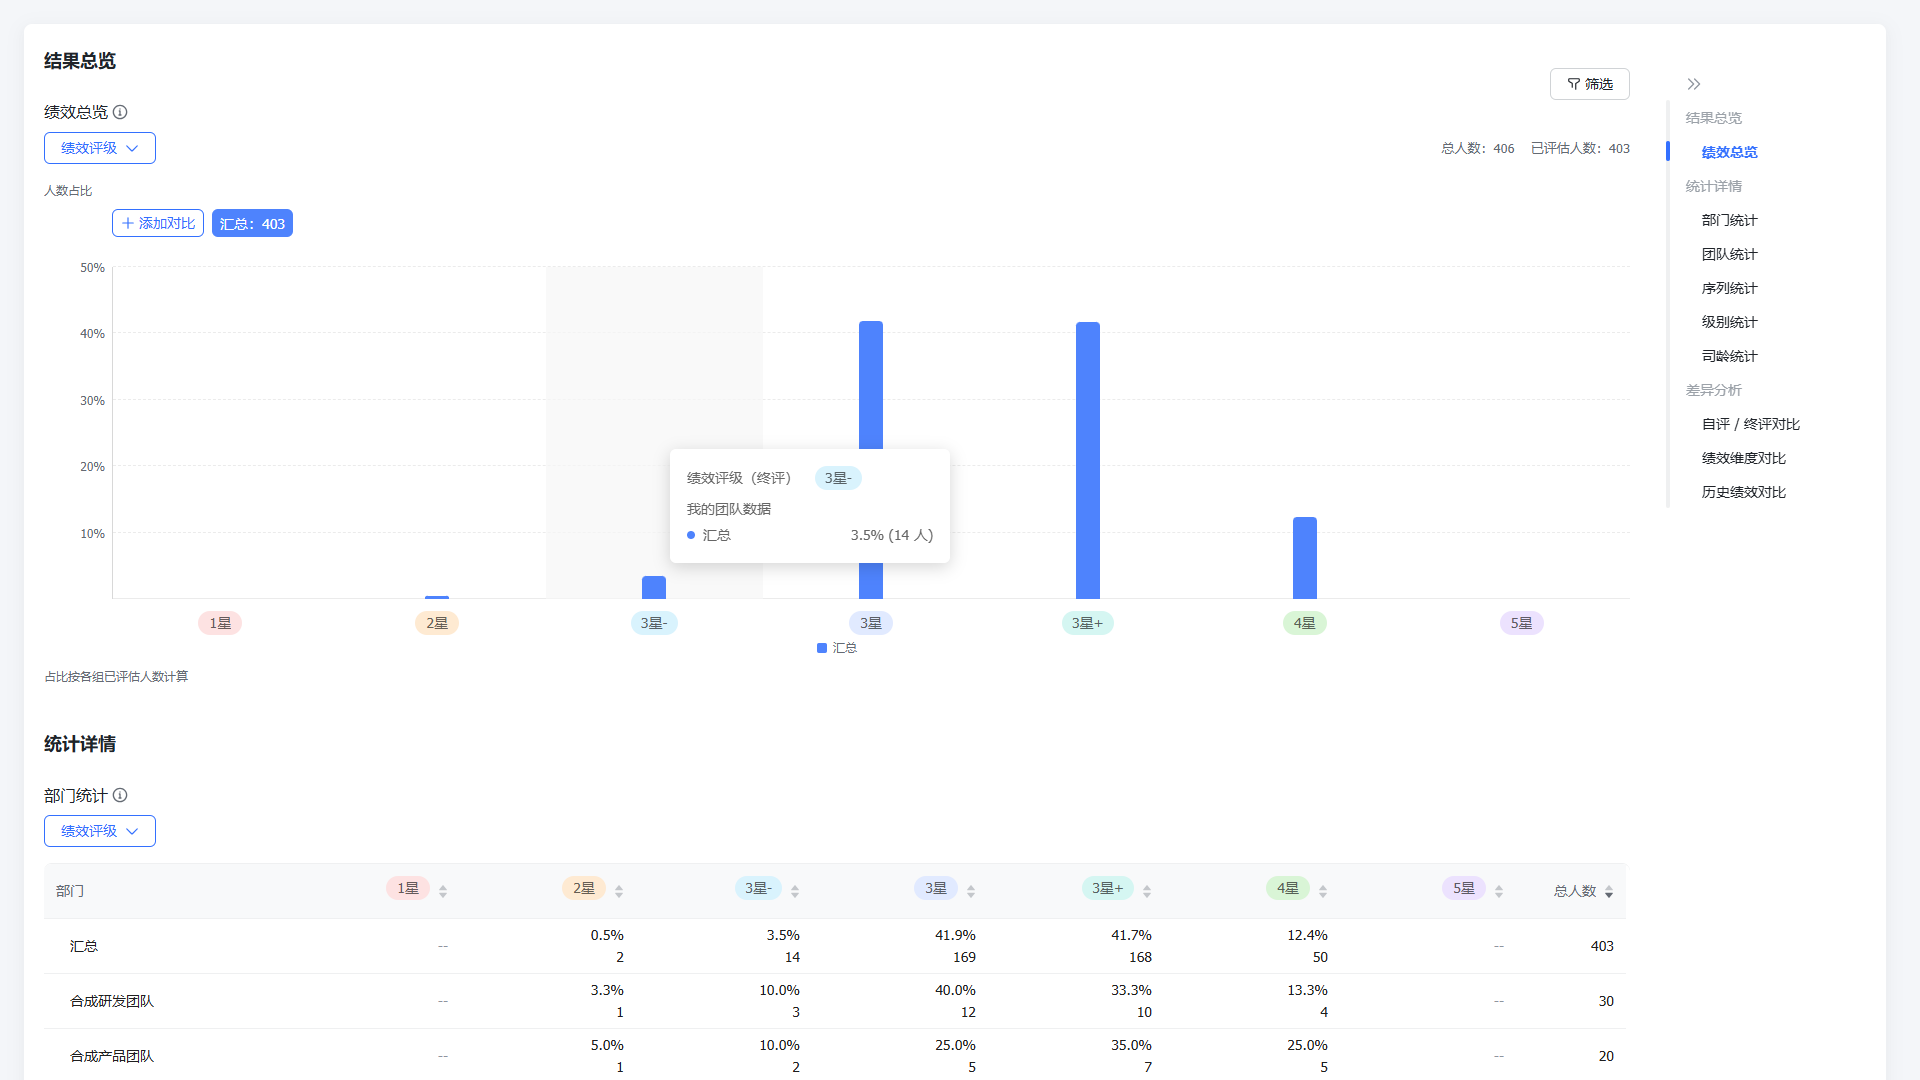 结果总览
筛选
绩效总览
绩效评级
总人数：406 已评估人数：403
人数占比
添加对比 汇总：403
50%
40%
30%
20%
10%
绩效评级（终评） 3星-
我的团队数据
汇总 3.5% (14 人)
1星 2星 3星- 3星 3星+ 4星 5星
汇总
占比按各组已评估人数计算
统计详情
部门统计
绩效评级
部门 1星 2星 3星- 3星 3星+ 4星 5星 总人数
汇总 -- 0.5% 3.5% 41.9% 41.7% 12.4% -- 403
2 14 169 168 50
合成研发团队 -- 3.3% 10.0% 40.0% 33.3% 13.3% -- 30
1 3 12 10 4
合成产品团队 -- 5.0% 10.0% 25.0% 35.0% 25.0% -- 20
1 2 5 7 5
结果总览
绩效总览
统计详情
部门统计
团队统计
序列统计
级别统计
司龄统计
差异分析
自评 / 终评对比
绩效维度对比
历史绩效对比